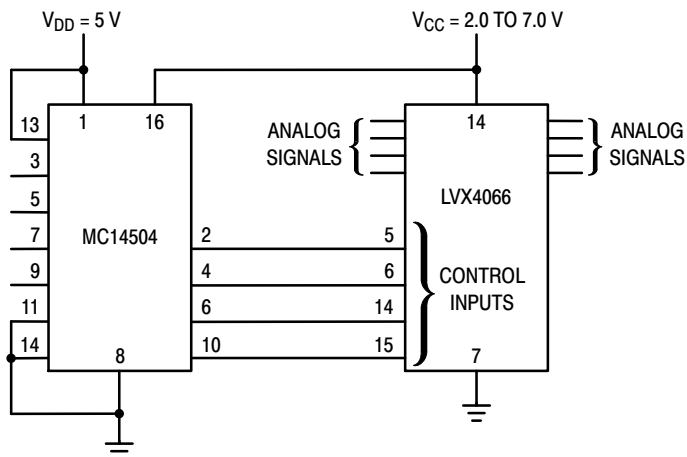 V_DD = 5 V
V_CC = 2.0 TO 7.0 V
13
1
16
3
5
7
9
11
14
MC14504
8
2
4
6
10
ANALOG
SIGNALS
14
LVX4066
ANALOG
SIGNALS
5
6
14
15
CONTROL
INPUTS
7